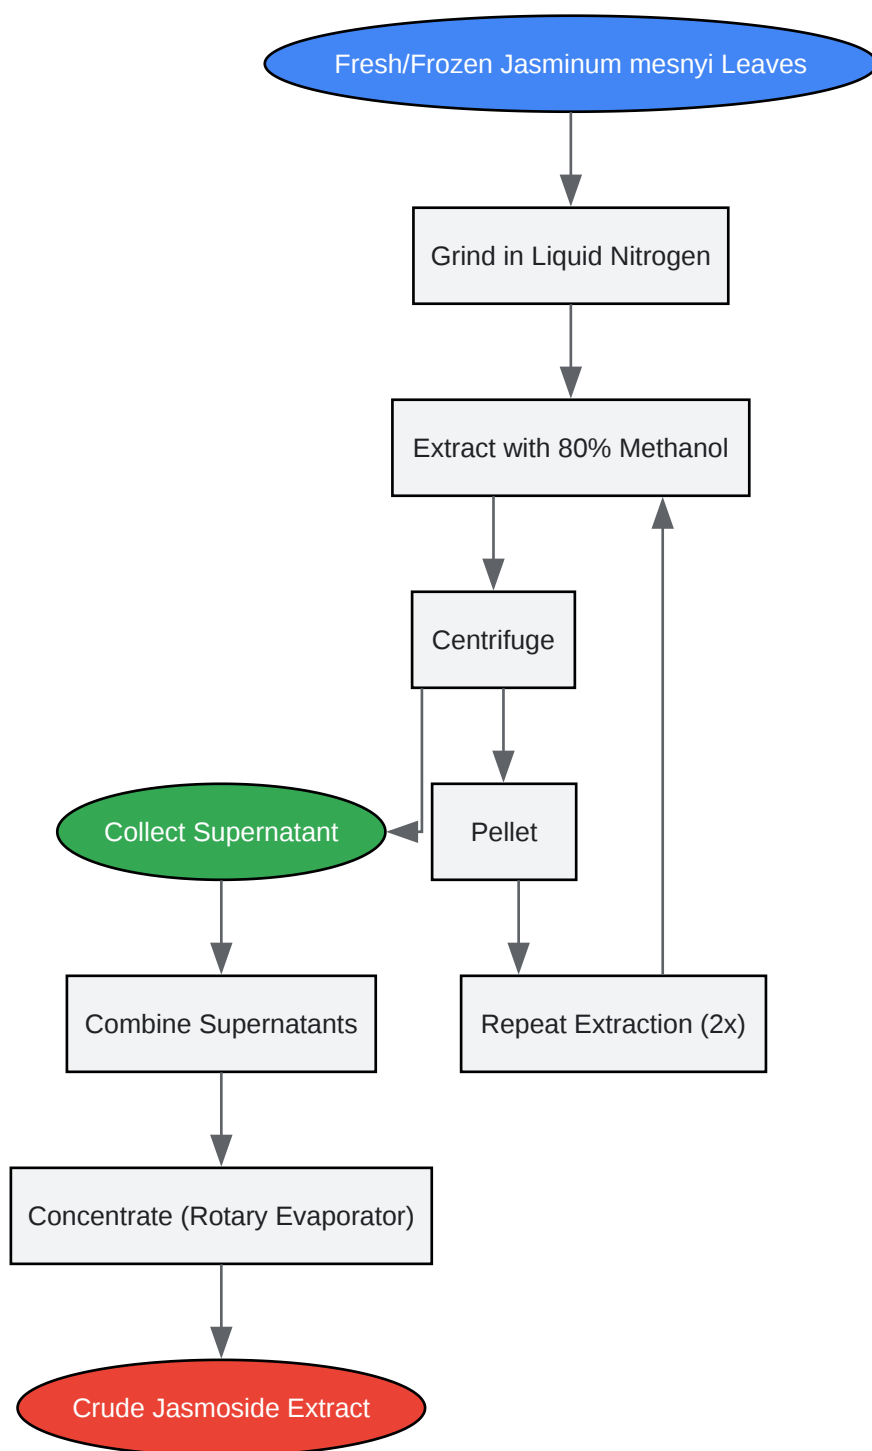 Fresh/Frozen Jasminum mesnyi Leaves
Grind in Liquid Nitrogen
Extract with 80% Methanol
Centrifuge
Collect Supernatant
Pellet
Combine Supernatants
Repeat Extraction (2x)
Concentrate (Rotary Evaporator)
Crude Jasmoside Extract